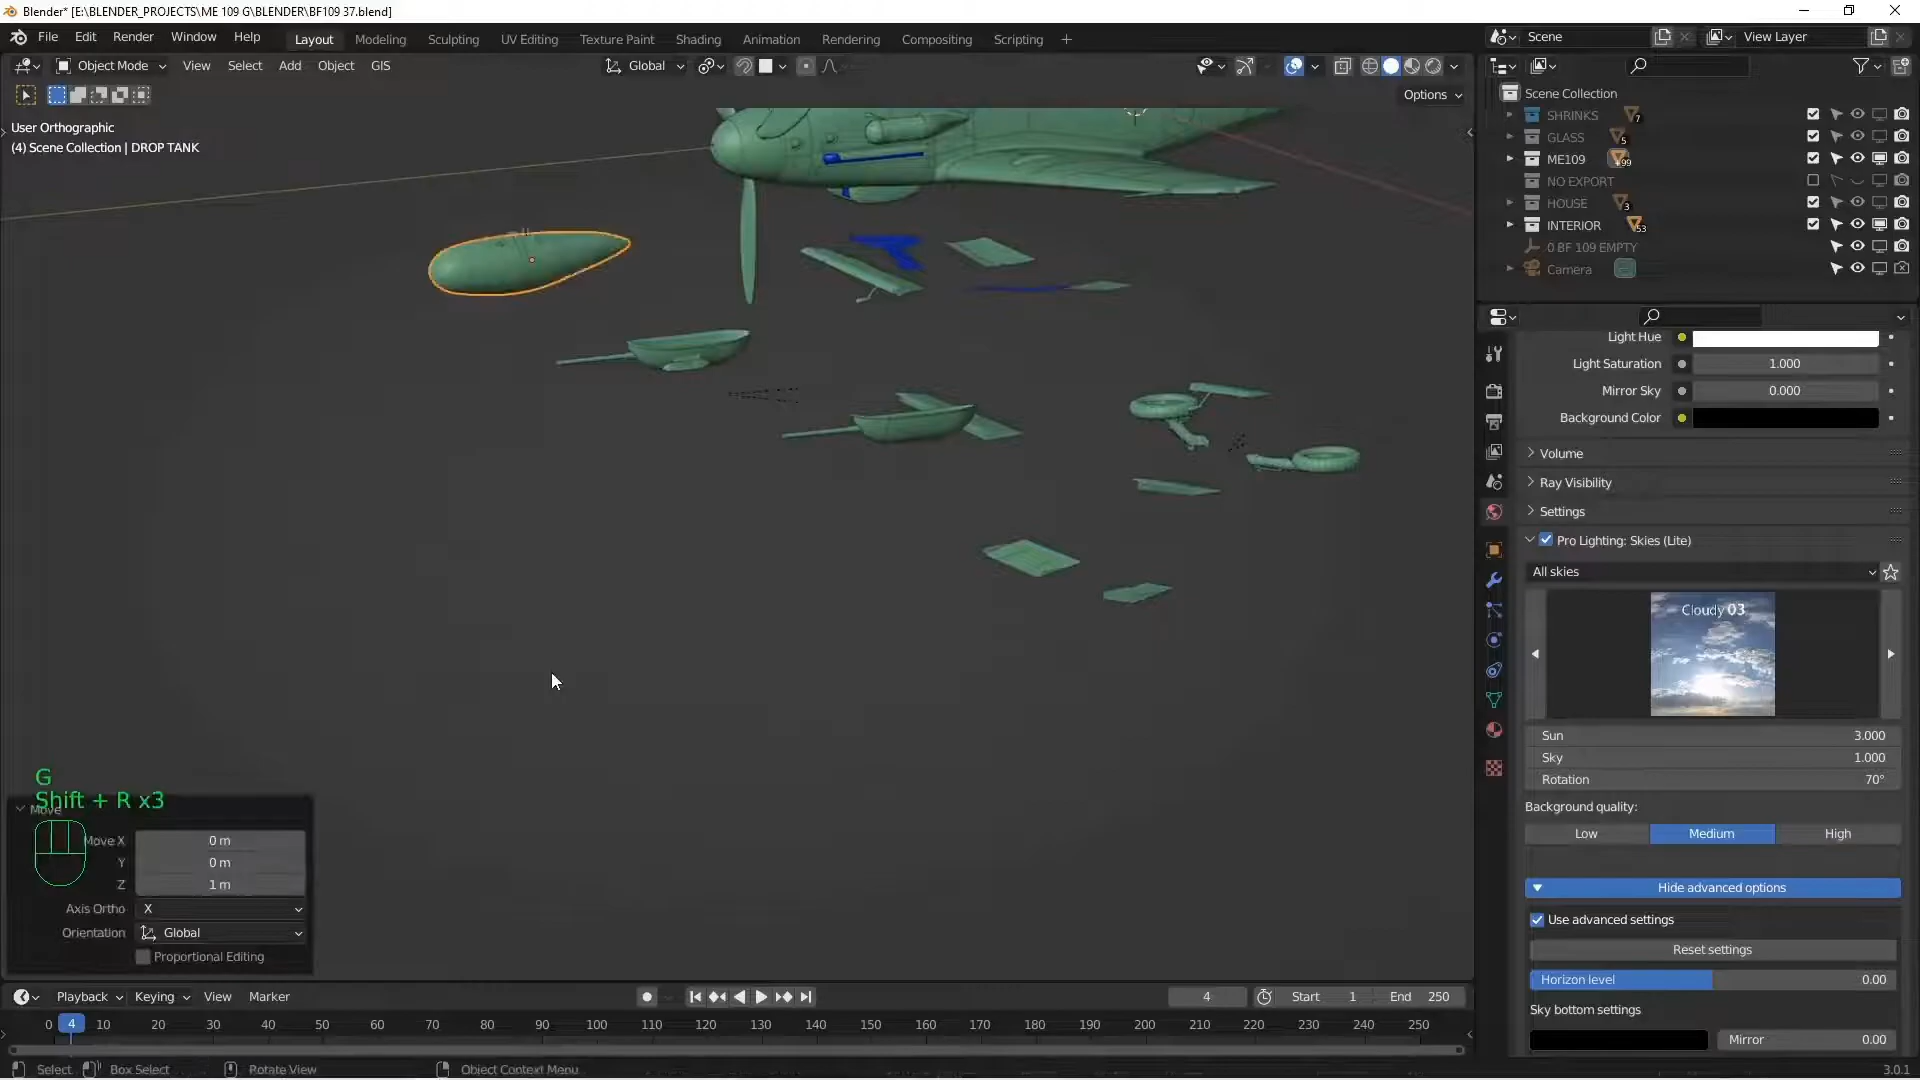 Blender* [E:\BLENDER_PROJECTS\ME 109 G\BLENDER\BF109 37.blend]
File Edit Render Window Help Layout Modeling Sculpting UV Editing Texture Paint Shading Animation Rendering Compositing Scripting + Scene View Layer
Object Mode View Select Add Object GIS Global
Options
User Orthographic
(4) Scene Collection | DROP TANK
Scene Collection
SHRINKS 7
GLASS 5
ME109 99
NO EXPORT
HOUSE 3
INTERIOR 53
0 BF 109 EMPTY
Camera
Light Hue
Light Saturation 1.000
Mirror Sky 0.000
Background Color
Volume
Ray Visibility
Settings
Pro Lighting: Skies (Lite)
All skies
Cloudy 03
Sun 3.000
Sky 1.000
Rotation 70°
Background quality:
Low Medium High
Hide advanced options
Use advanced settings
Reset settings
Horizon level 0.00
Sky bottom settings
Mirror 0.00
G
Shift + R x3
Move
Move X 0 m
Y 0 m
Z 1 m
Axis Ortho X
Orientation Global
Proportional Editing
Playback Keying View Marker 4 Start 1 End 250
0 4 10 20 30 40 50 60 70 80 90 100 110 120 130 140 150 160 170 180 190 200 210 220 230 240 250
Select Box Select Rotate View Object Context Menu 3.0.1